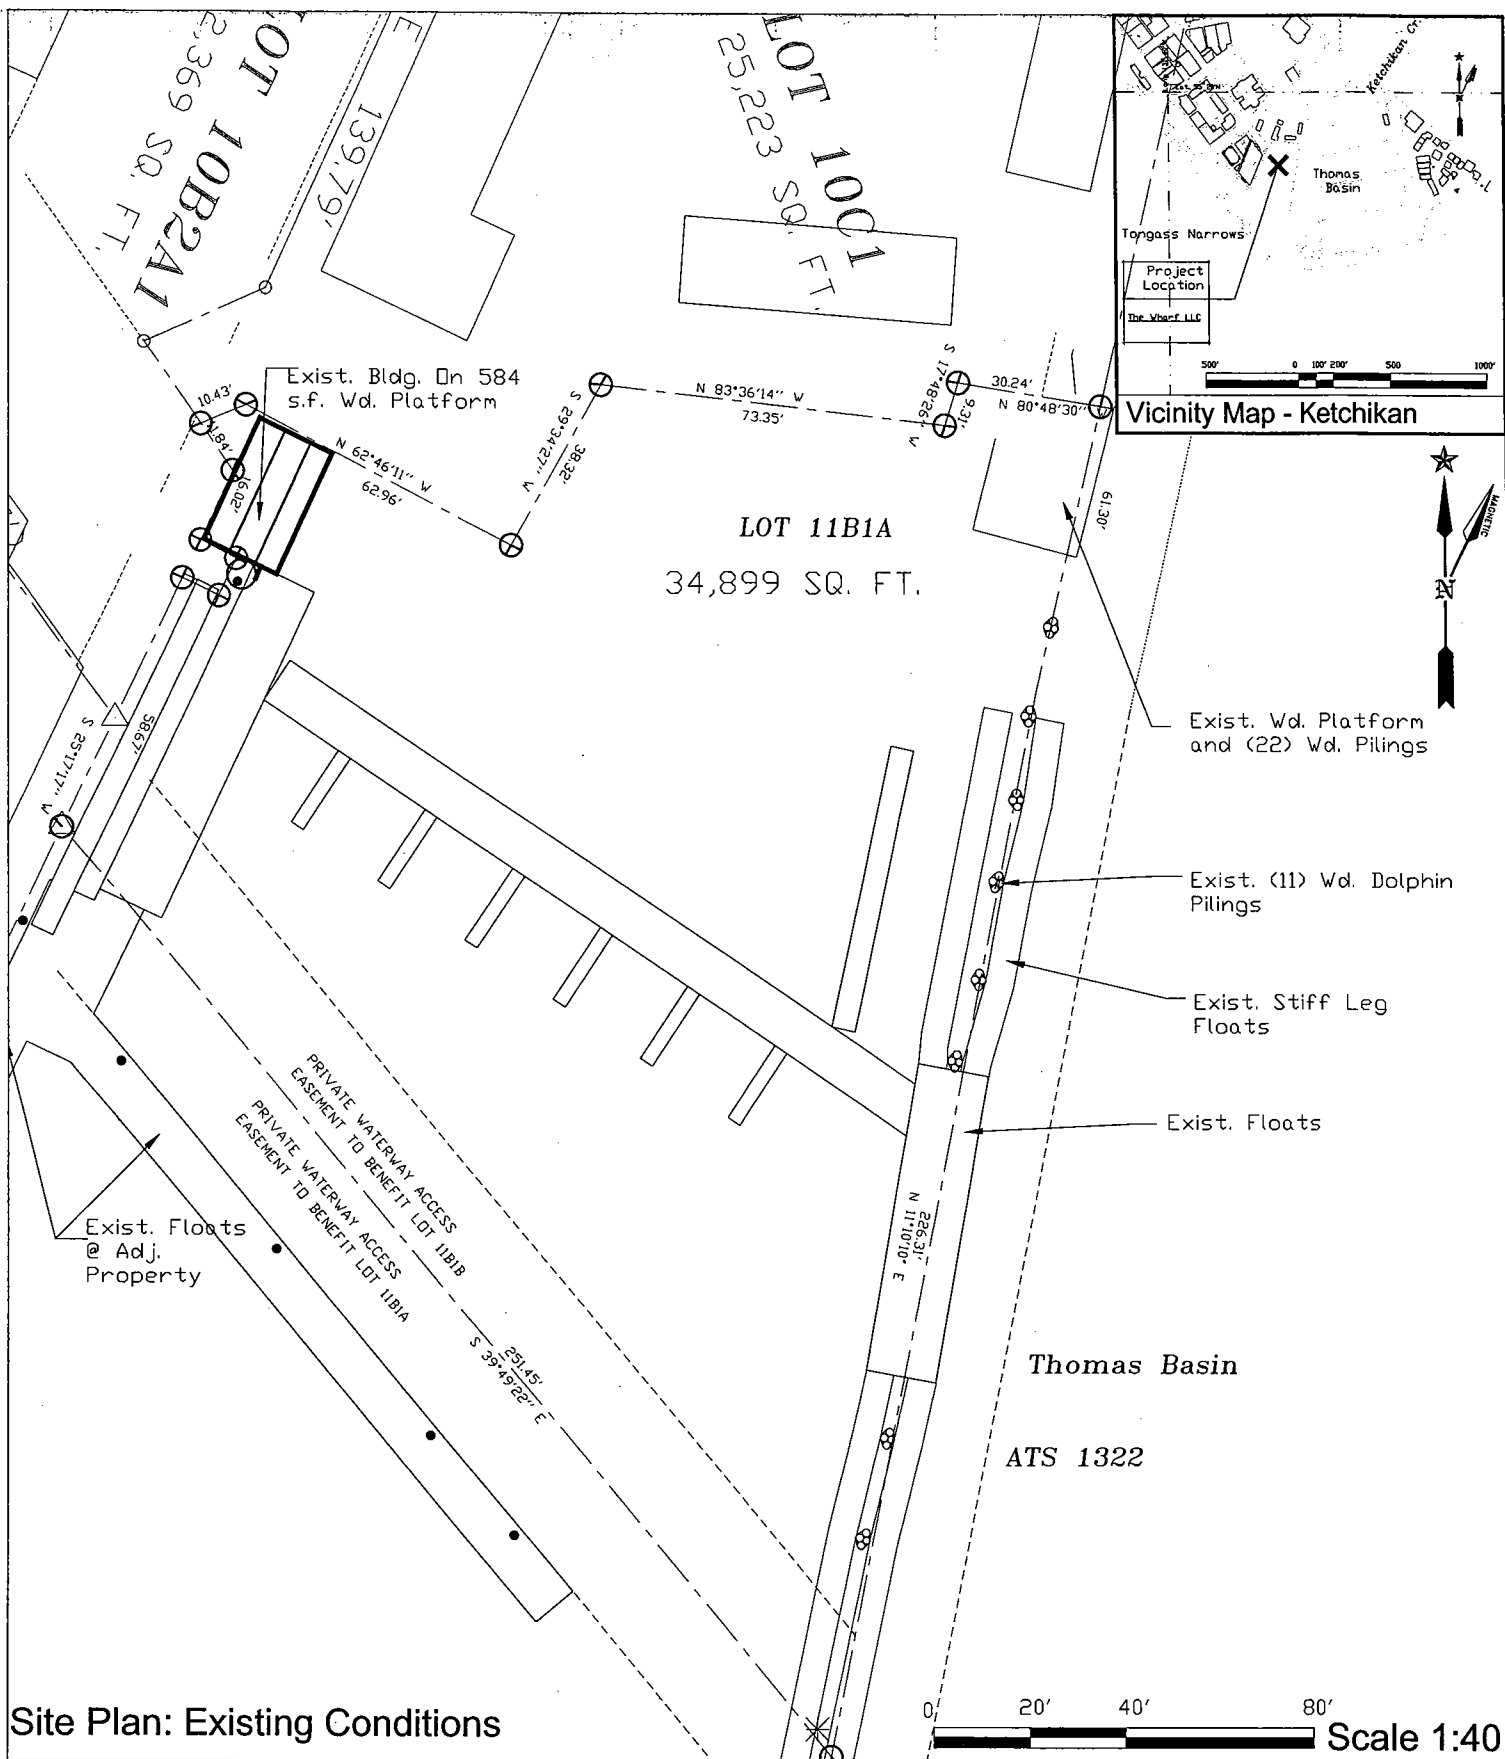 LOT 10B2A1
2,369 SQ. FT.
E
139.79'
LOT 10C1
25,223 SQ. FT.
Ketchikan Cr.
Thomas
Basin
Tongass Narrows
Project
Location
The Wharf LLC
500' 0 100' 200' 500 1000'
Vicinity Map - Ketchikan
Exist. Bldg. On 584
s.f. Wd. Platform
10.43'
16.02'
N 62°46'11" W
62.96'
S 29°34'27" W
38.32'
N 83°36'14" W
73.35'
S 17°48'26" W
9.31'
30.24'
N 80°48'30"
61.30'
LOT 11B1A
34,899 SQ. FT.
MAGNETIC
N
Exist. Wd. Platform
and (22) Wd. Pilings
58.67'
S 25°17'17" W
Exist. (11) Wd. Dolphin
Pilings
Exist. Stiff Leg
Floats
Exist. Floats
PRIVATE WATERWAY ACCESS
EASEMENT TO BENEFIT LOT 11B1B
PRIVATE WATERWAY ACCESS
EASEMENT TO BENEFIT LOT 11B1A
226.31'
N 11°10'10" E
Exist. Floats
@ Adj.
Property
251.45'
S 39°49'22" E
Thomas Basin
ATS 1322
Site Plan: Existing Conditions
0 20' 40' 80'
Scale 1:40